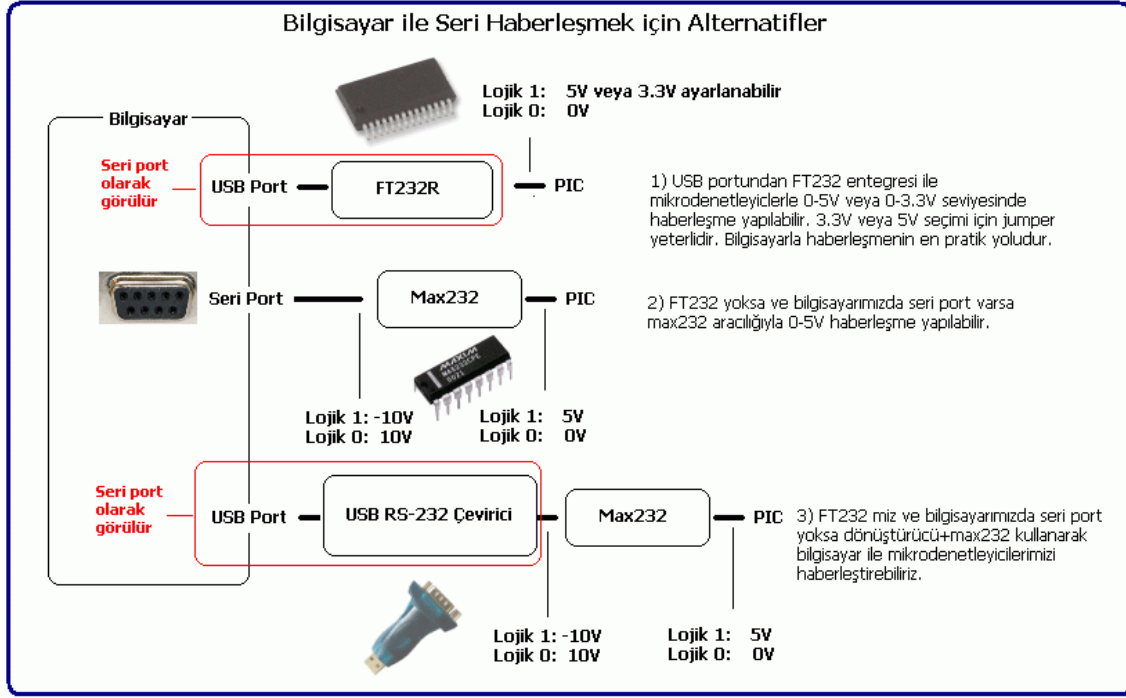 Bilgisayar ile Seri Haberleşmek için Alternatifler
Lojik 1: 5V veya 3.3V ayarlanabilir
Lojik 0: 0V
Bilgisayar
Seri port
olarak
görülür
USB Port
FT232R
PIC
1) USB portundan FT232 entegresi ile
mikrodenetleyiclerle 0-5V veya 0-3.3V seviyesinde
haberleşme yapılabilir. 3.3V veya 5V seçimi için jumper
yeterlidir. Bilgisayarla haberleşmenin en pratik yoludur.
Seri Port
Max232
PIC
2) FT232 yoksa ve bilgisayarımızda seri port varsa
max232 aracılığıyla 0-5V haberleşme yapılabilir.
MAXIM
MAX232CPE
Lojik 1: -10V
Lojik 0: 10V
Lojik 1: 5V
Lojik 0: 0V
Seri port
olarak
görülür
USB Port
USB RS-232 Çevirici
Max232
PIC
3) FT232 miz ve bilgisayarımızda seri port
yoksa dönüştürücü+max232 kullanarak
bilgisayar ile mikrodenetleyicilerimizi
haberleştirebiliriz.
Lojik 1: -10V
Lojik 0: 10V
Lojik 1: 5V
Lojik 0: 0V